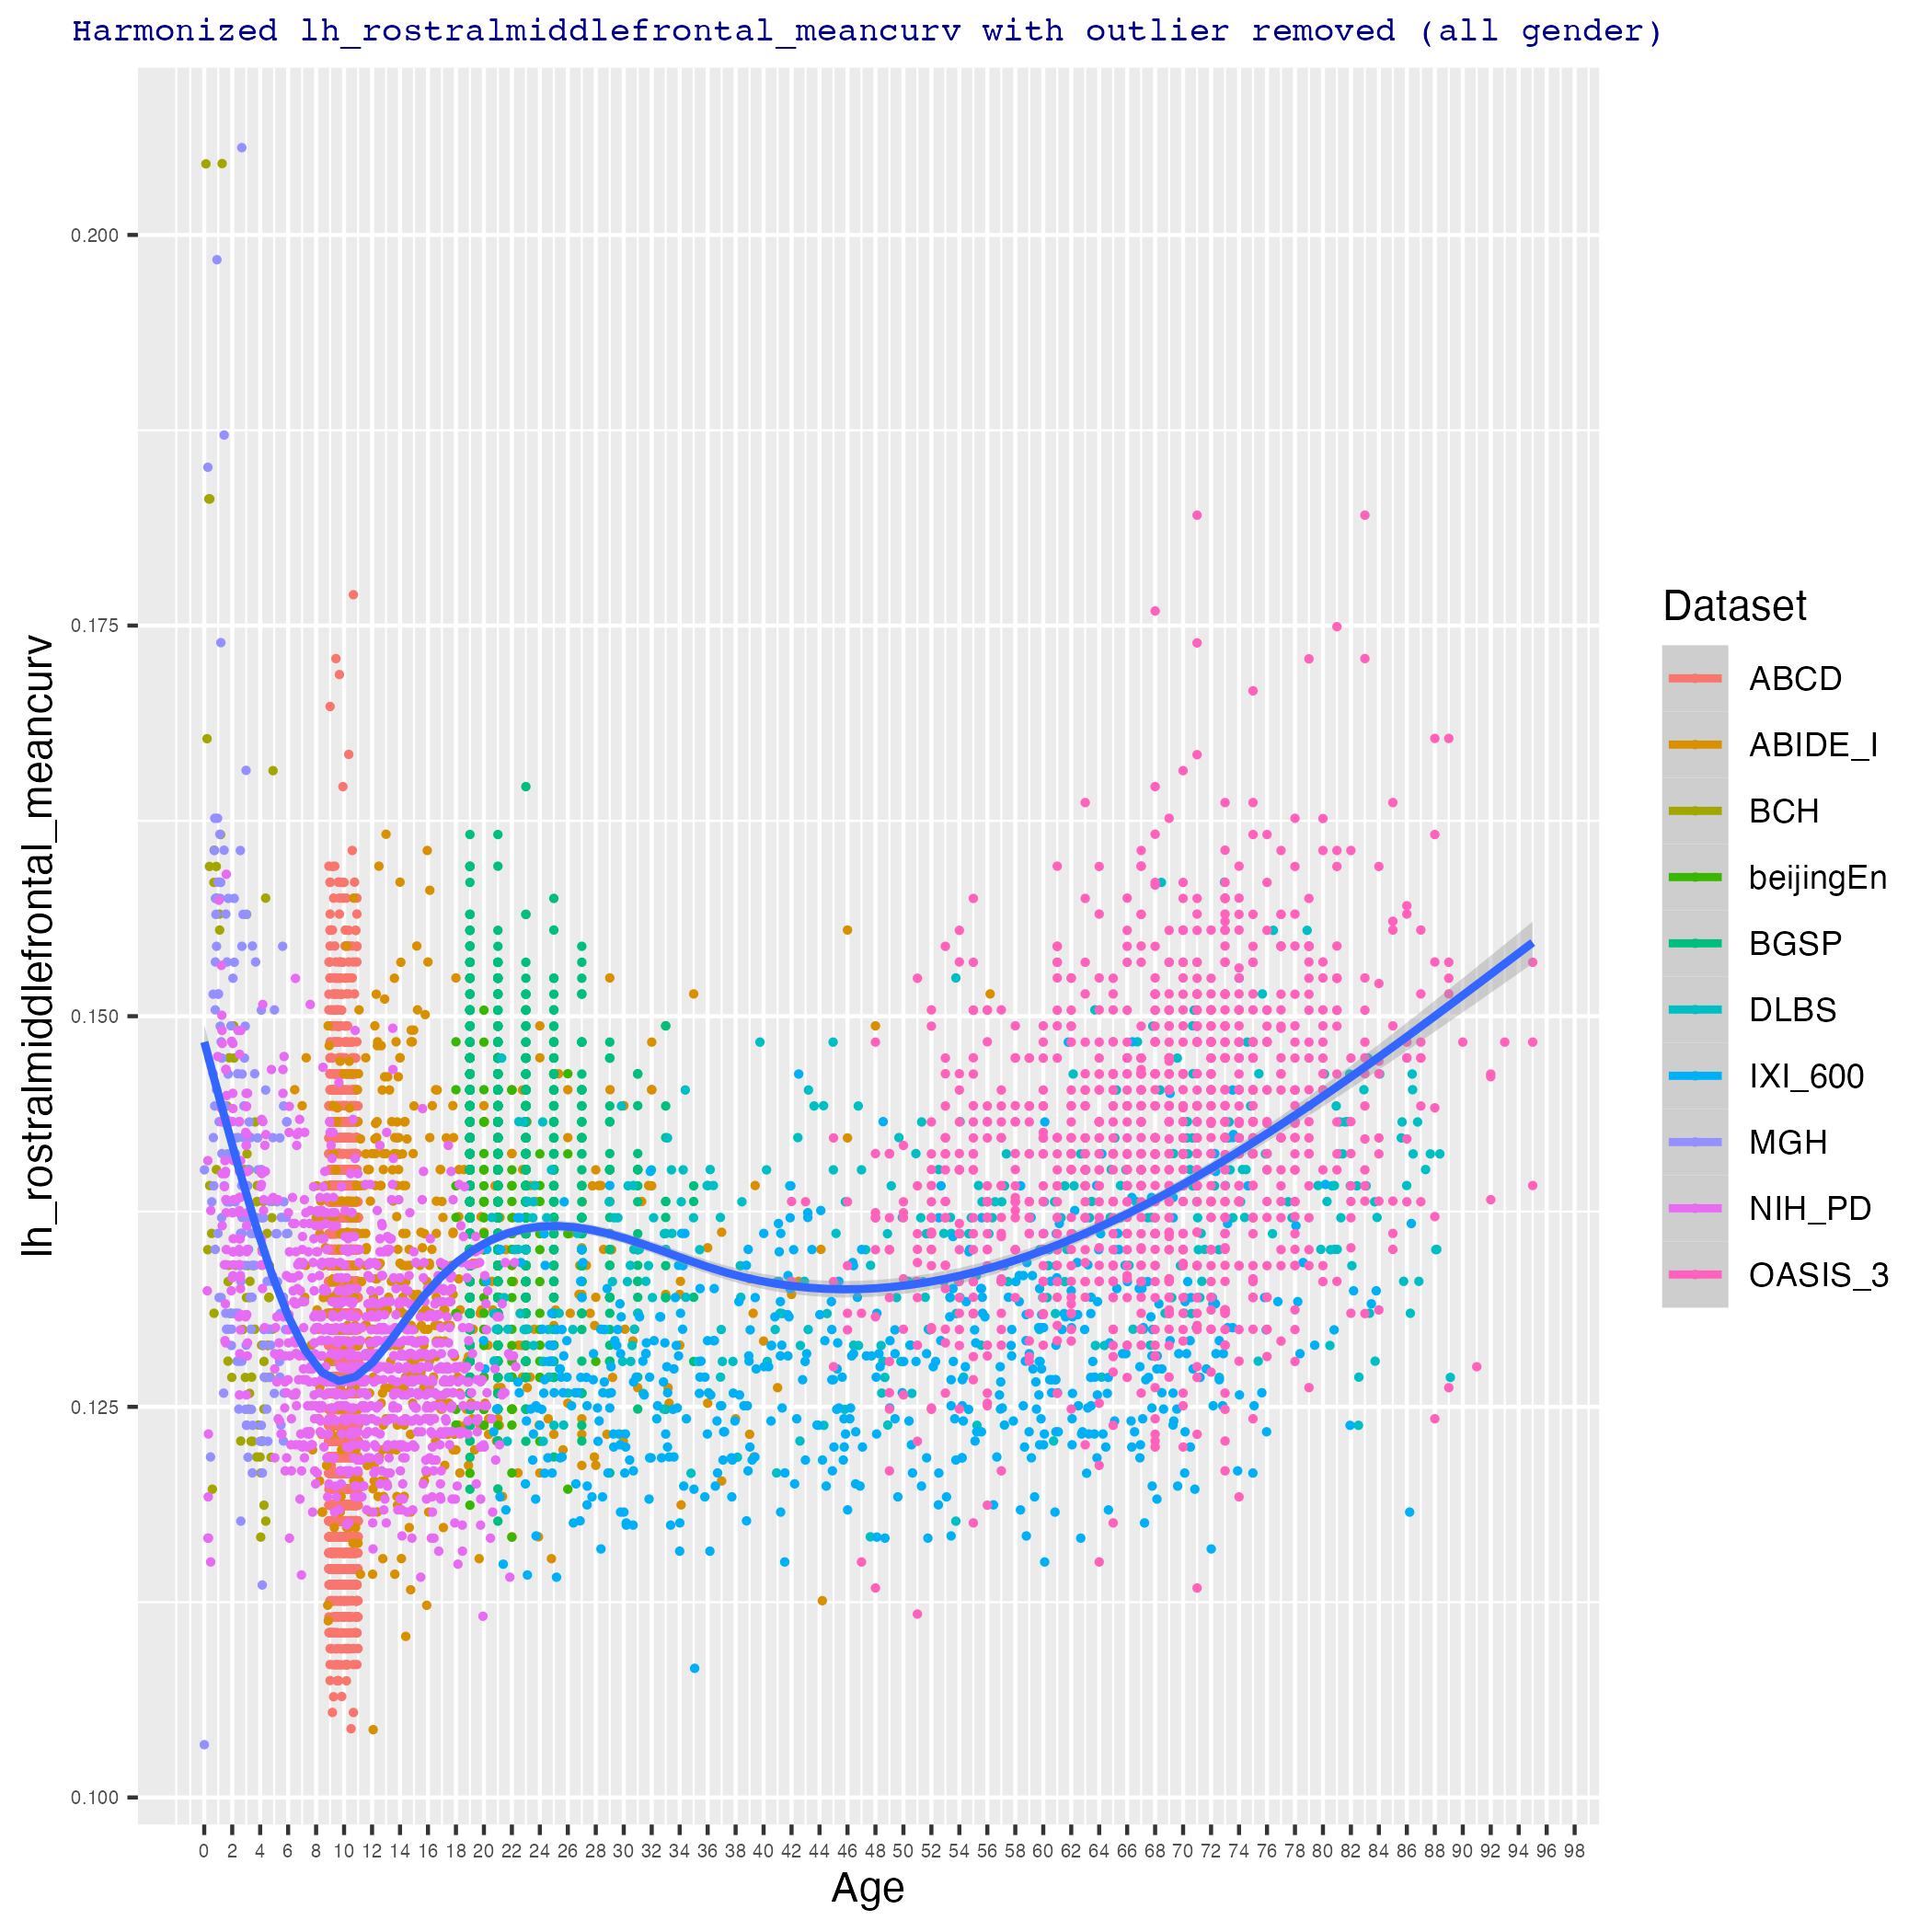 Harmonized lh_rostralmiddlefrontal_meancurv with outlier removed (all gender)
lh_rostralmiddlefrontal_meancurv
0.200
0.175
0.150
0.125
0.100
0 2 4 6 8 10 12 14 16 18 20 22 24 26 28 30 32 34 36 38 40 42 44 46 48 50 52 54 56 58 60 62 64 66 68 70 72 74 76 78 80 82 84 86 88 90 92 94 96 98
Age
Dataset
ABCD
ABIDE_I
BCH
beijingEn
BGSP
DLBS
IXI_600
MGH
NIH_PD
OASIS_3